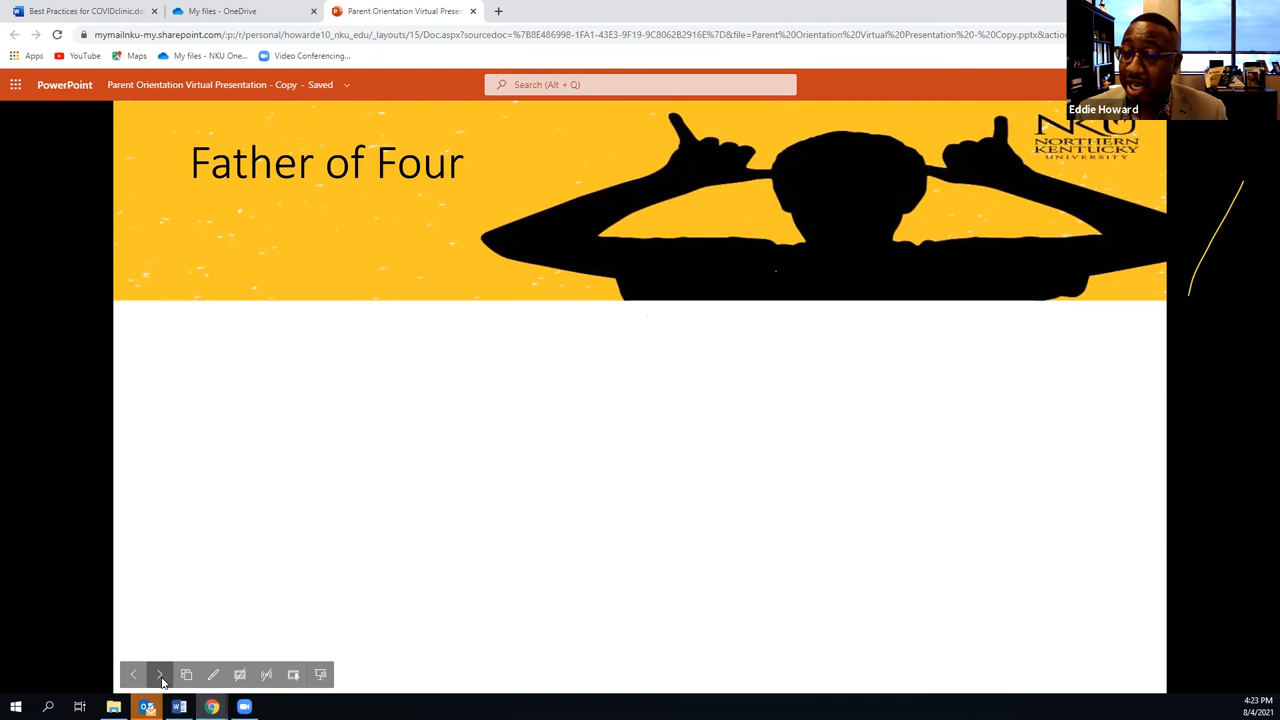 Best Practices for COVIDclinic.do
My files - OneDrive
Parent Orientation Virtual Preser
mymailnku-my.sharepoint.com/:p:/r/personal/howarde10_nku_edu/_layouts/15/Doc.aspx?sourcedoc=%7B8E486998-1FA1-43E3-9F19-9C8062B2916E%7D&file=Parent%20Orientation%20Virtual%20Presentation%20-%20Copy.pptx&action
Apps
YouTube
Maps
My files - NKU One...
Video Conferencing...
PowerPoint
Parent Orientation Virtual Presentation - Copy - Saved
Search (Alt + Q)
Eddie Howard
Father of Four
NKU
NORTHERN
KENTUCKY
UNIVERSITY
4:23 PM
8/4/2021